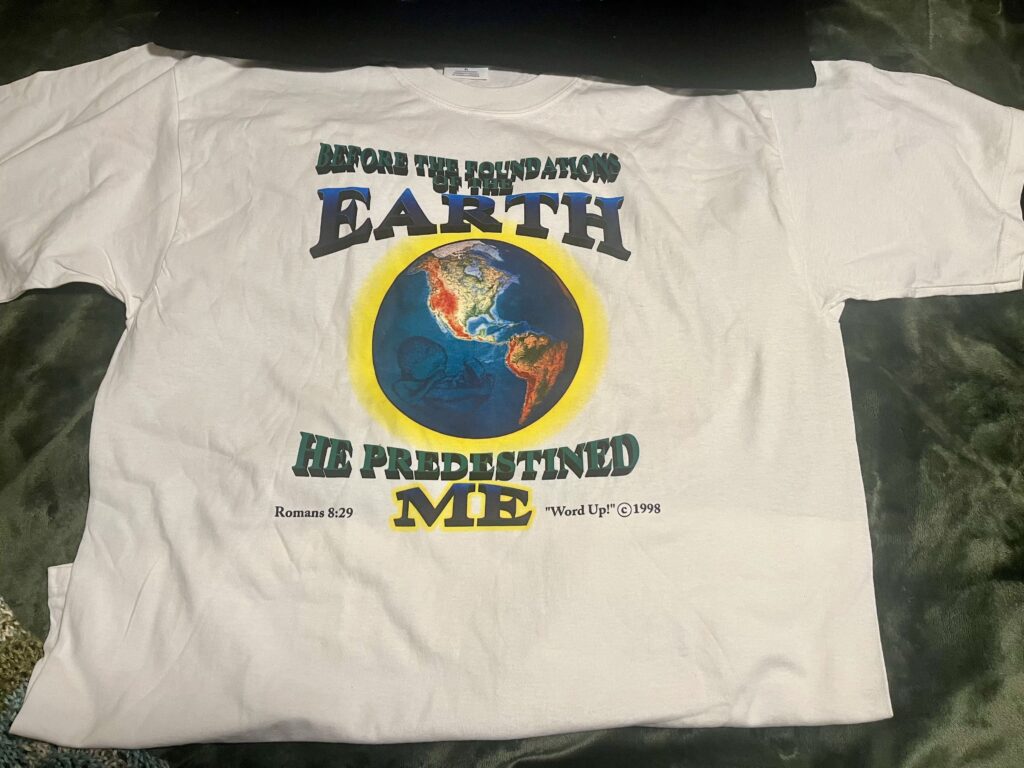 BEFORE THE FOUNDATIONS
OF THE
EARTH
HE PREDESTINED
ME
Romans 8:29
"Word Up!" ©1998